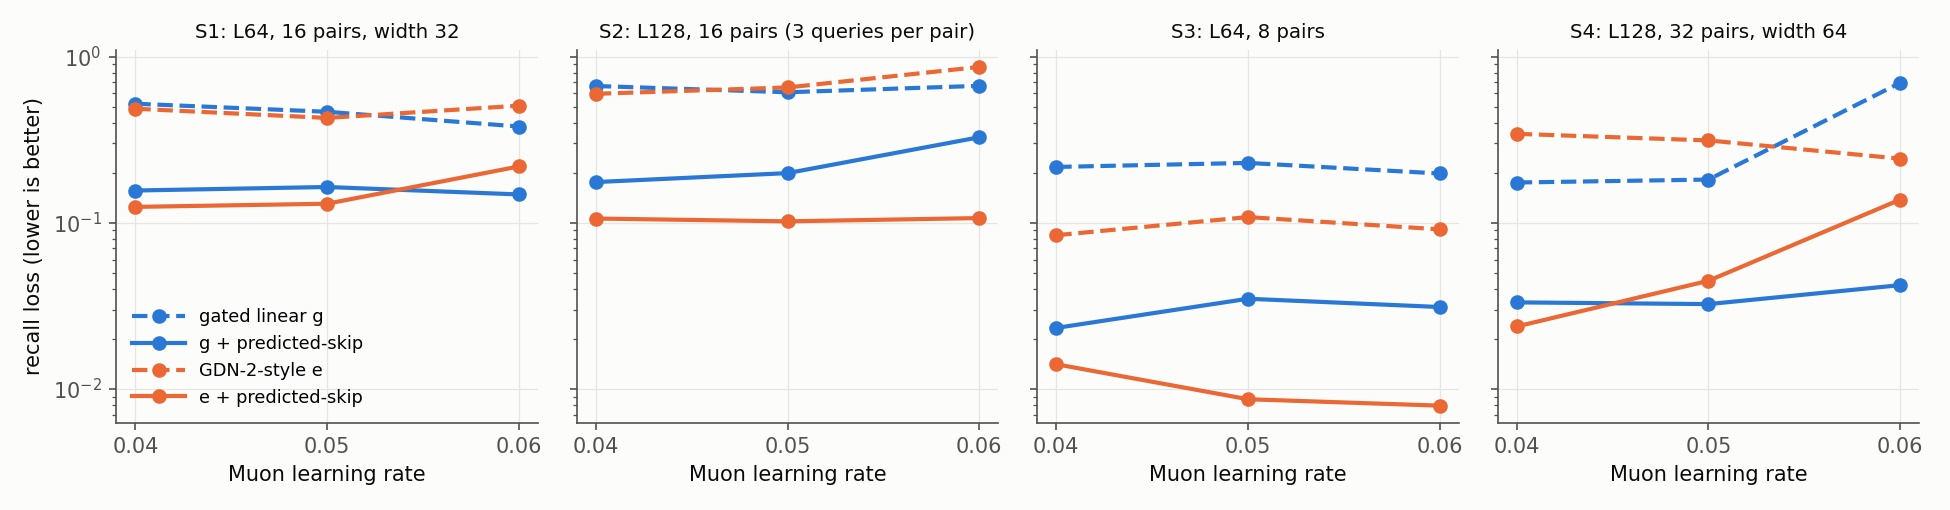 S1: L64, 16 pairs, width 32
S2: L128, 16 pairs (3 queries per pair)
S3: L64, 8 pairs
S4: L128, 32 pairs, width 64
recall loss (lower is better)
10⁰
10⁻¹
10⁻²
gated linear g
g + predicted-skip
GDN-2-style e
e + predicted-skip
0.04 0.05 0.06
0.04 0.05 0.06
0.04 0.05 0.06
0.04 0.05 0.06
Muon learning rate
Muon learning rate
Muon learning rate
Muon learning rate